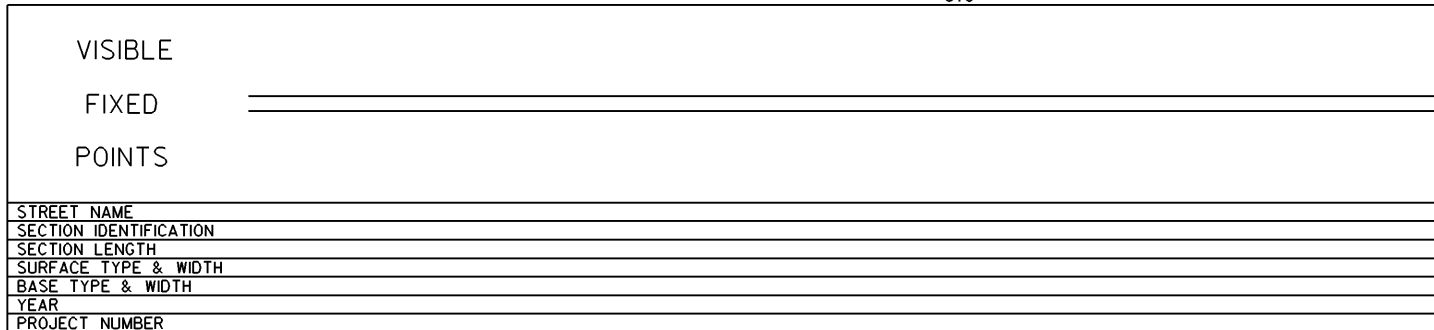 VISIBLE
FIXED
POINTS
STREET NAME
SECTION IDENTIFICATION
SECTION LENGTH
SURFACE TYPE & WIDTH
BASE TYPE & WIDTH
YEAR
PROJECT NUMBER